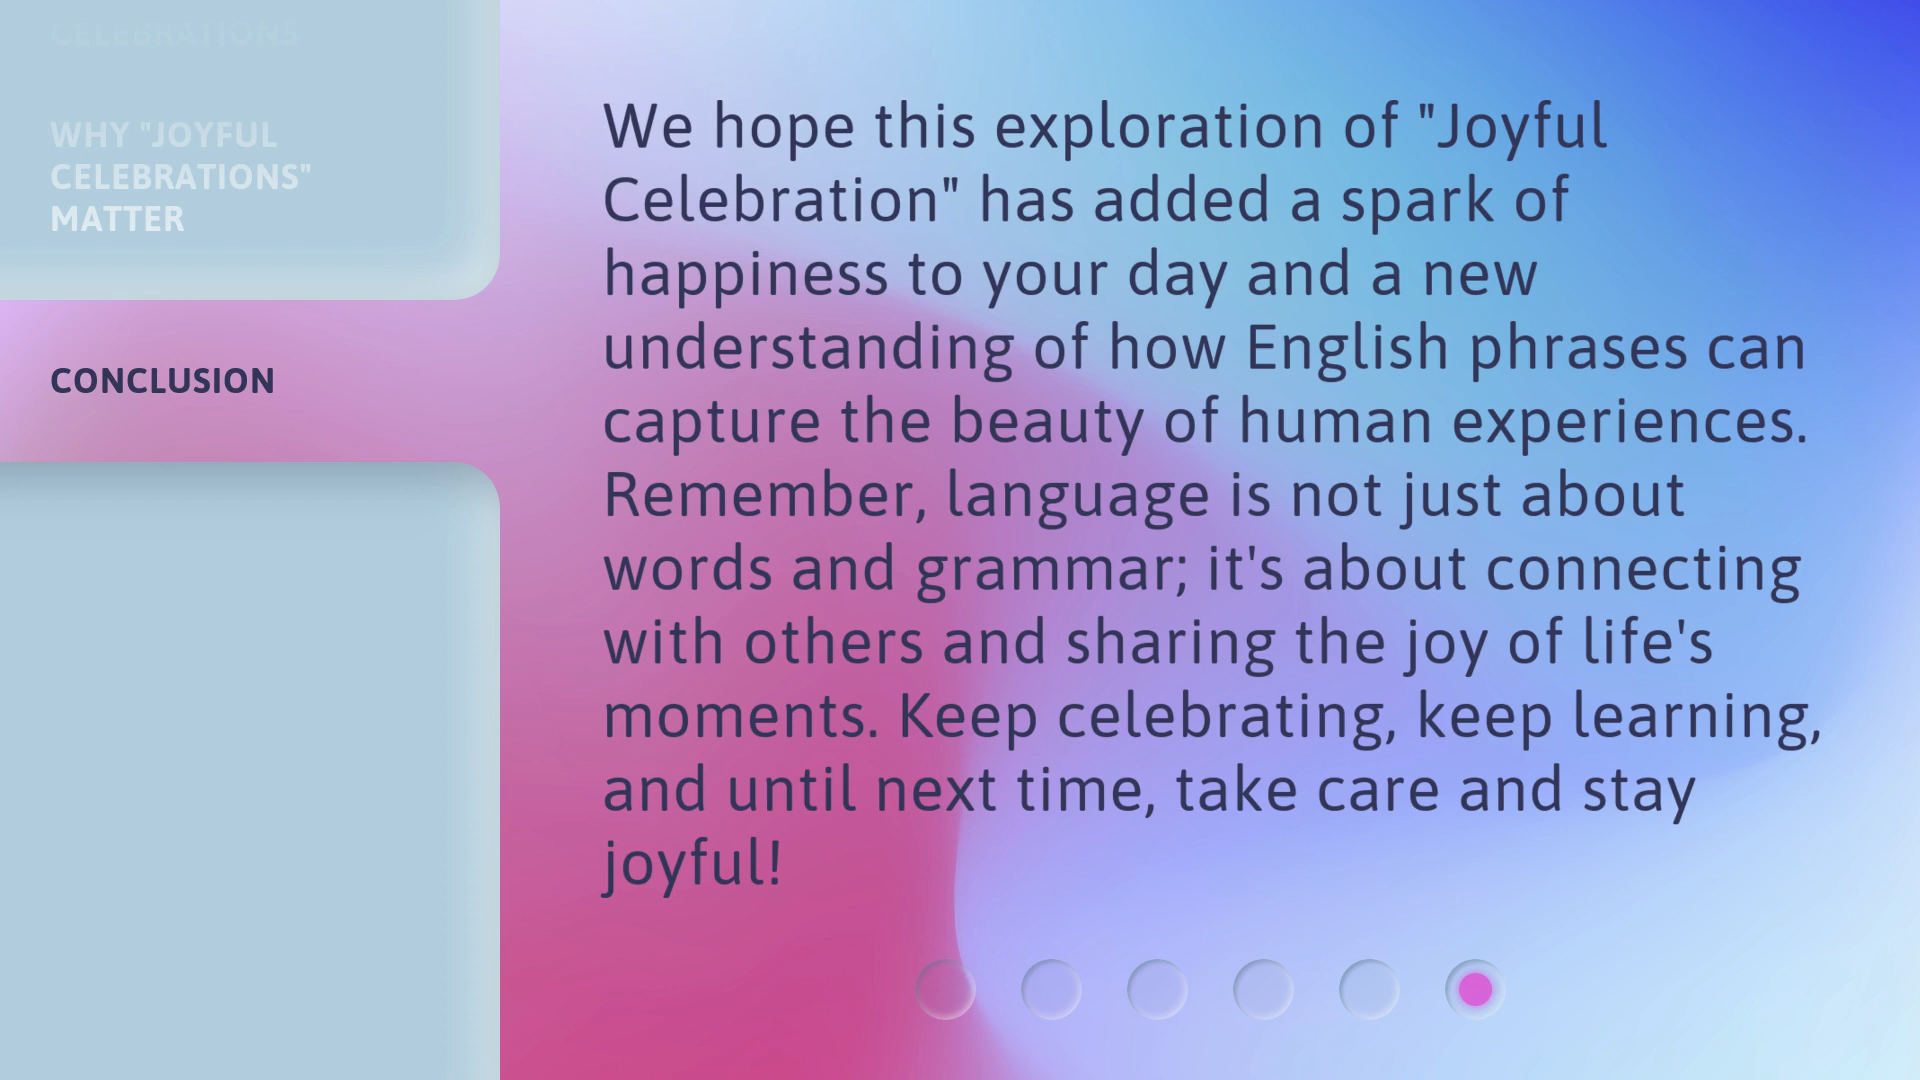 CELEBRATIONS
WHY "JOYFUL
CELEBRATIONS"
MATTER
CONCLUSION
We hope this exploration of "Joyful
Celebration" has added a spark of
happiness to your day and a new
understanding of how English phrases can
capture the beauty of human experiences.
Remember, language is not just about
words and grammar; it's about connecting
with others and sharing the joy of life's
moments. Keep celebrating, keep learning,
and until next time, take care and stay
joyful!